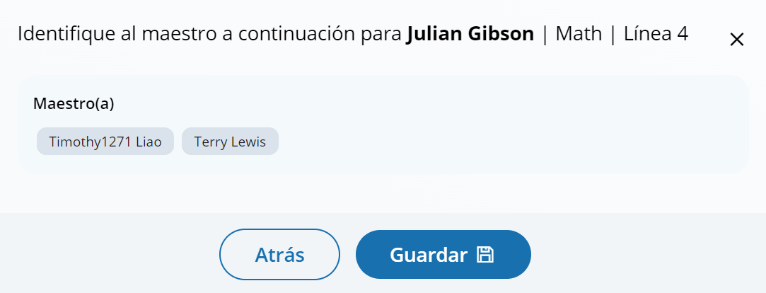 Identifique al maestro a continuación para Julian Gibson | Math | Línea 4
Maestro(a)
Timothy1271 Liao
Terry Lewis
Atrás
Guardar